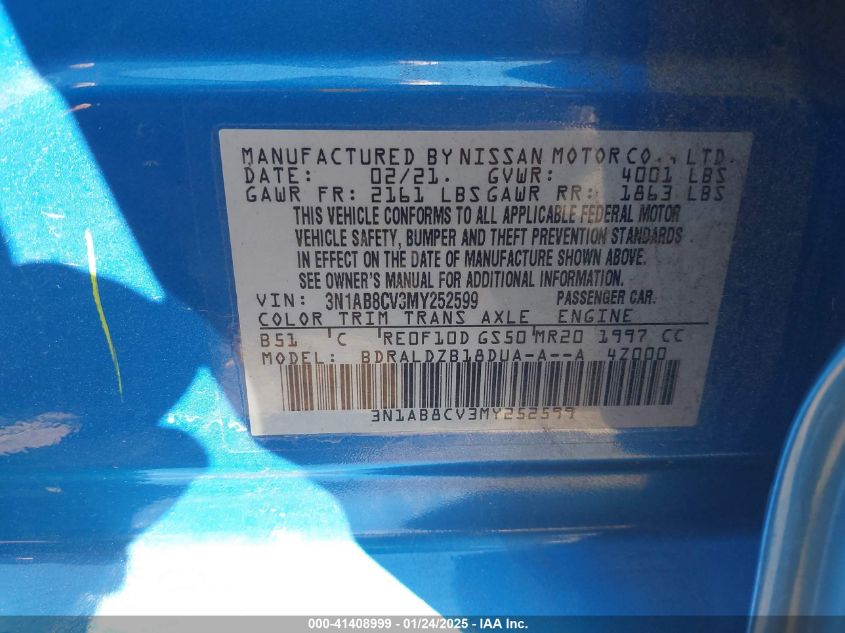 MANUFACTURED BY NISSAN MOTOR CO., LTD.
DATE: 02/21. GVWR: 4001 LBS
GAWR FR: 2161 LBS GAWR RR: 1863 LBS
THIS VEHICLE CONFORMS TO ALL APPLICABLE FEDERAL MOTOR
VEHICLE SAFETY, BUMPER AND THEFT PREVENTION STANDARDS
IN EFFECT ON THE DATE OF MANUFACTURE SHOWN ABOVE.
SEE OWNER'S MANUAL FOR ADDITIONAL INFORMATION.
VIN: 3N1AB8CV3MY252599 PASSENGER CAR.
COLOR TRIM TRANS AXLE ENGINE
B51 C RE0F10D GS50 MR20 1997 CC
MODEL: BDRALDZB18DUA-A--A 4Z000
3N1AB8CV3MY252599
000-41408999 - 01/24/2025 - IAA Inc.